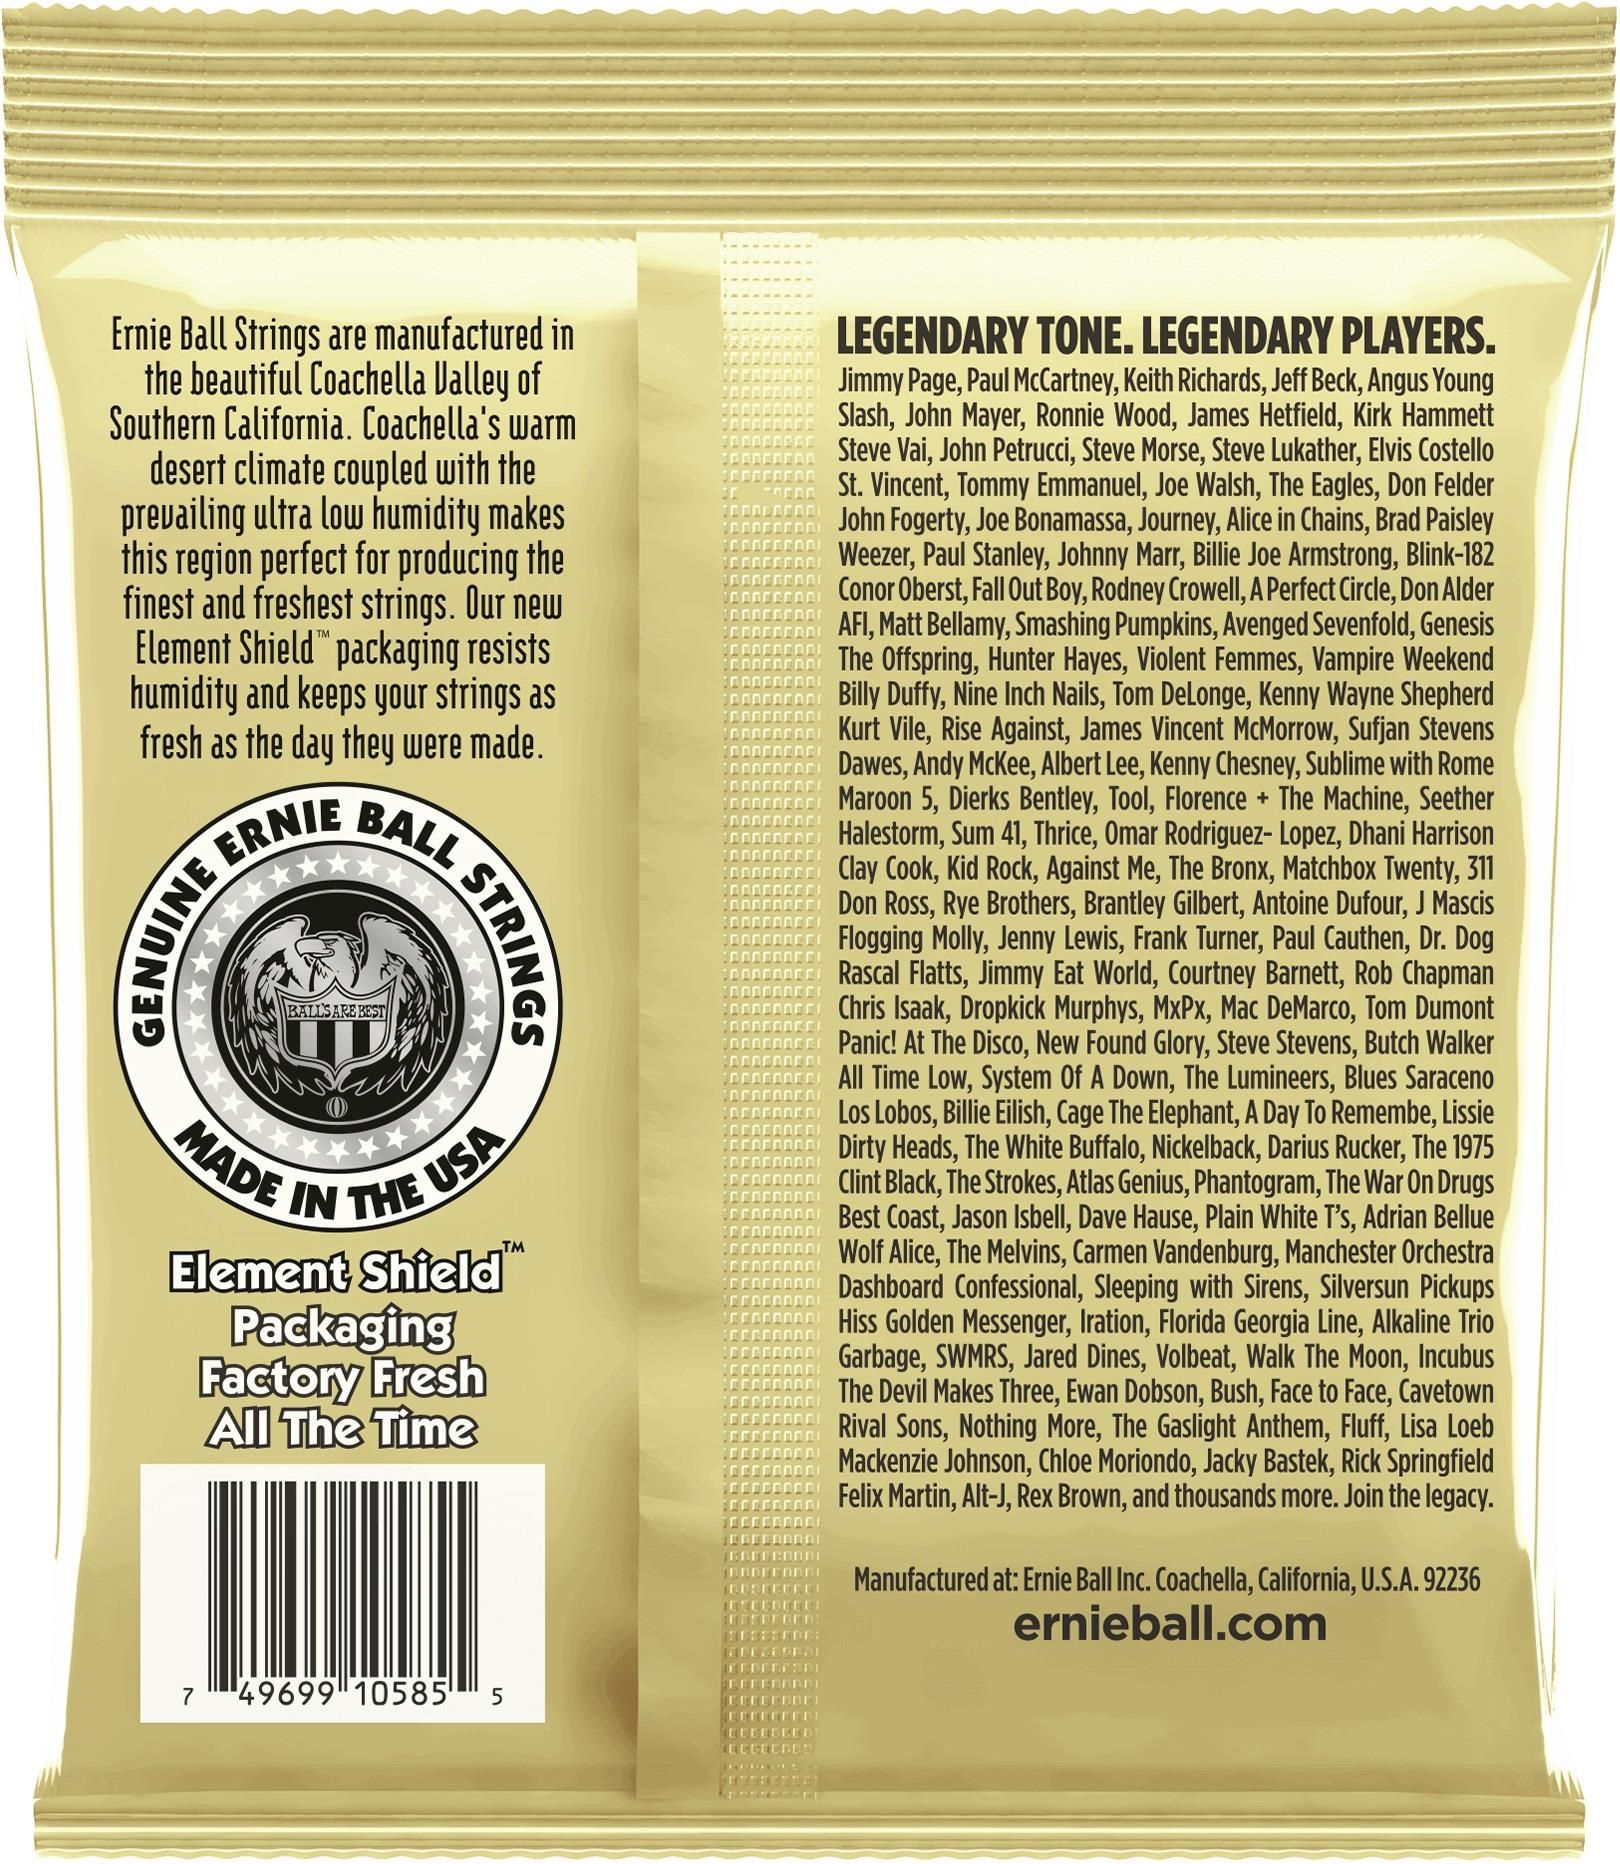 Ernie Ball Strings are manufactured in
the beautiful Coachella Valley of
Southern California. Coachella's warm
desert climate coupled with the
prevailing ultra low humidity makes
this region perfect for producing the
finest and freshest strings. Our new
Element Shield™ packaging resists
humidity and keeps your strings as
fresh as the day they were made.
GENUINE ERNIE BALL STRINGS
BALL'S ARE BEST
MADE IN THE USA
Element Shield™
Packaging
Factory Fresh
All The Time
7 49699 10585 5
LEGENDARY TONE. LEGENDARY PLAYERS.
Jimmy Page, Paul McCartney, Keith Richards, Jeff Beck, Angus Young
Slash, John Mayer, Ronnie Wood, James Hetfield, Kirk Hammett
Steve Vai, John Petrucci, Steve Morse, Steve Lukather, Elvis Costello
St. Vincent, Tommy Emmanuel, Joe Walsh, The Eagles, Don Felder
John Fogerty, Joe Bonamassa, Journey, Alice in Chains, Brad Paisley
Weezer, Paul Stanley, Johnny Marr, Billie Joe Armstrong, Blink-182
Conor Oberst, Fall Out Boy, Rodney Crowell, A Perfect Circle, Don Alder
AFI, Matt Bellamy, Smashing Pumpkins, Avenged Sevenfold, Genesis
The Offspring, Hunter Hayes, Violent Femmes, Vampire Weekend
Billy Duffy, Nine Inch Nails, Tom DeLonge, Kenny Wayne Shepherd
Kurt Vile, Rise Against, James Vincent McMorrow, Sufjan Stevens
Dawes, Andy McKee, Albert Lee, Kenny Chesney, Sublime with Rome
Maroon 5, Dierks Bentley, Tool, Florence + The Machine, Seether
Halestorm, Sum 41, Thrice, Omar Rodriguez- Lopez, Dhani Harrison
Clay Cook, Kid Rock, Against Me, The Bronx, Matchbox Twenty, 311
Don Ross, Rye Brothers, Brantley Gilbert, Antoine Dufour, J Mascis
Flogging Molly, Jenny Lewis, Frank Turner, Paul Cauthen, Dr. Dog
Rascal Flatts, Jimmy Eat World, Courtney Barnett, Rob Chapman
Chris Isaak, Dropkick Murphys, MxPx, Mac DeMarco, Tom Dumont
Panic! At The Disco, New Found Glory, Steve Stevens, Butch Walker
All Time Low, System Of A Down, The Lumineers, Blues Saraceno
Los Lobos, Billie Eilish, Cage The Elephant, A Day To Remembe, Lissie
Dirty Heads, The White Buffalo, Nickelback, Darius Rucker, The 1975
Clint Black, The Strokes, Atlas Genius, Phantogram, The War On Drugs
Best Coast, Jason Isbell, Dave Hause, Plain White T's, Adrian Bellue
Wolf Alice, The Melvins, Carmen Vandenburg, Manchester Orchestra
Dashboard Confessional, Sleeping with Sirens, Silversun Pickups
Hiss Golden Messenger, Iration, Florida Georgia Line, Alkaline Trio
Garbage, SWMRS, Jared Dines, Volbeat, Walk The Moon, Incubus
The Devil Makes Three, Ewan Dobson, Bush, Face to Face, Cavetown
Rival Sons, Nothing More, The Gaslight Anthem, Fluff, Lisa Loeb
Mackenzie Johnson, Chloe Moriondo, Jacky Bastek, Rick Springfield
Felix Martin, Alt-J, Rex Brown, and thousands more. Join the legacy.
Manufactured at: Ernie Ball Inc. Coachella, California, U.S.A. 92236
ernieball.com